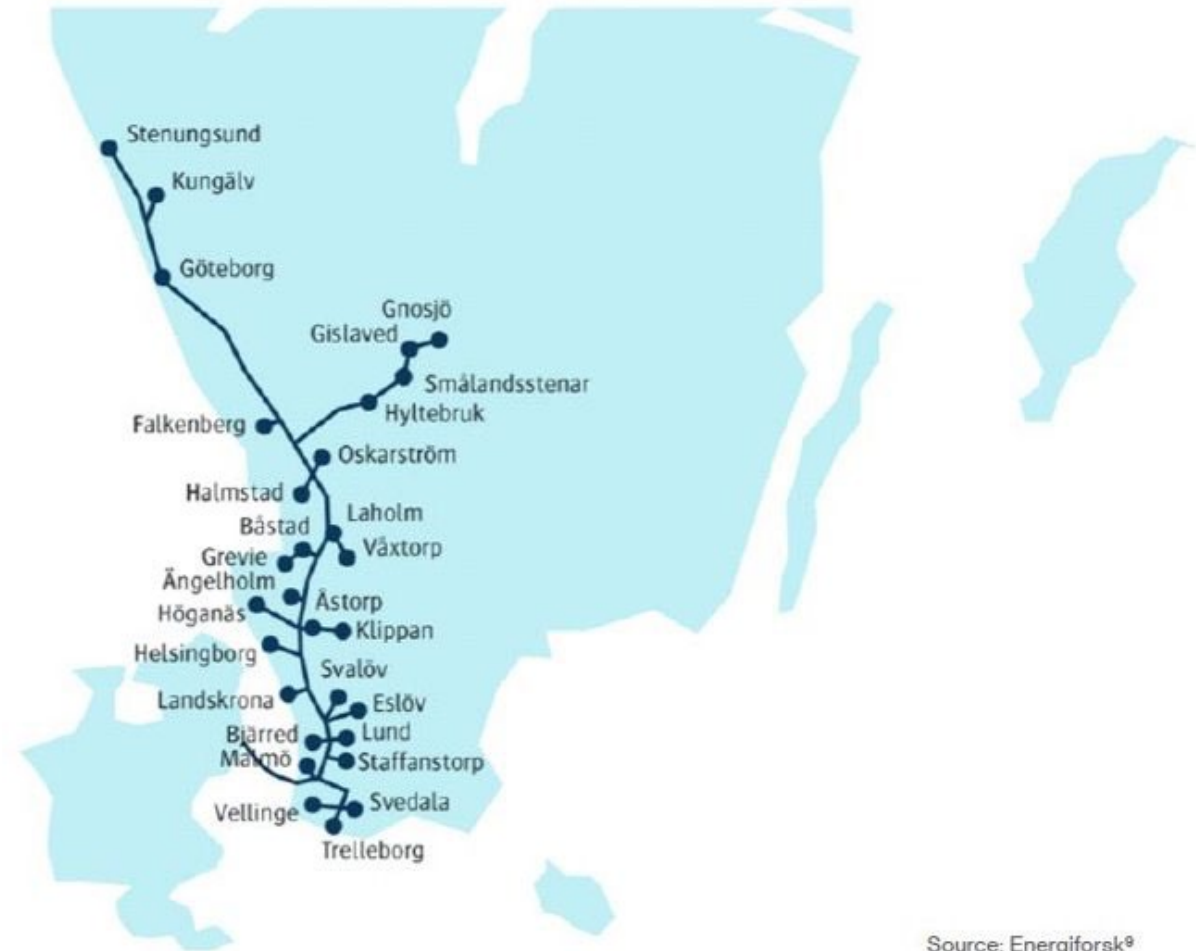 Stenungsund
Kungälv
Göteborg
Gnosjö
Gislaved
Smålandsstenar
Hyltebruk
Falkenberg
Oskarström
Halmstad
Laholm
Båstad
Våxtorp
Grevie
Ängelholm
Åstorp
Höganäs
Klippan
Helsingborg
Svalöv
Landskrona
Eslöv
Bjärred
Lund
Malmö
Staffanstorp
Svedala
Vellinge
Trelleborg
Source: Energiforsk⁹